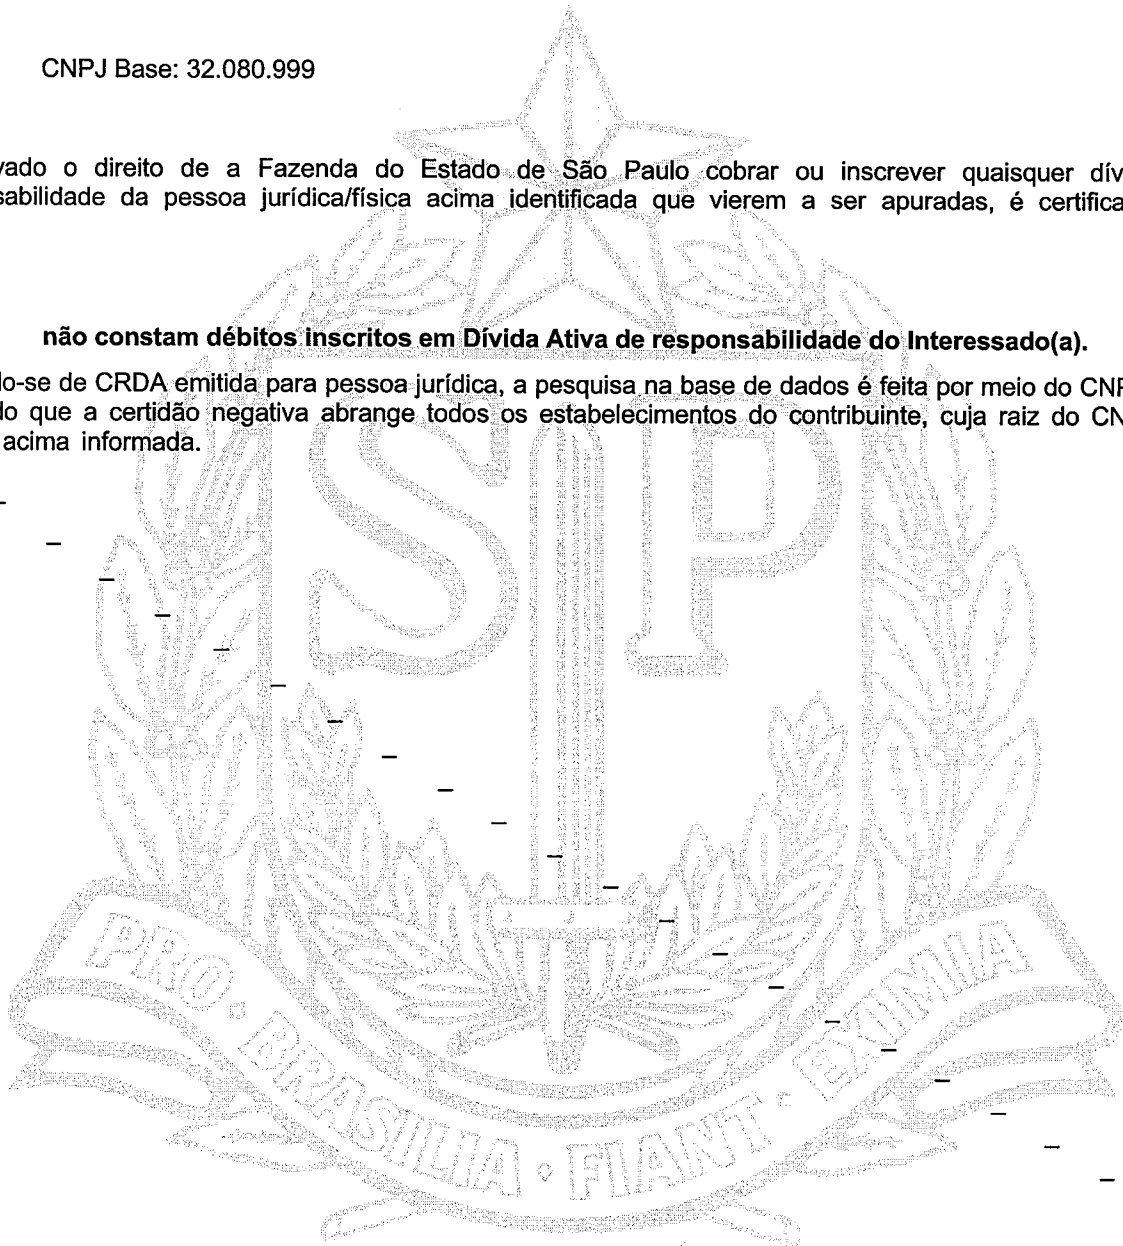 CNPJ Base: 32.080.999
vado o direito de a Fazenda do Estado de São Paulo cobrar ou inscrever quaisquer dív
sabilidade da pessoa jurídica/física acima identificada que vierem a ser apuradas, é certifica
não constam débitos inscritos em Dívida Ativa de responsabilidade do Interessado(a).
do-se de CRDA emitida para pessoa jurídica, a pesquisa na base de dados é feita por meio do CNP
do que a certidão negativa abrange todos os estabelecimentos do contribuinte, cuja raiz do CN
acima informada.
SP
PRO • BRASILIA • FIANT • EXIMIA